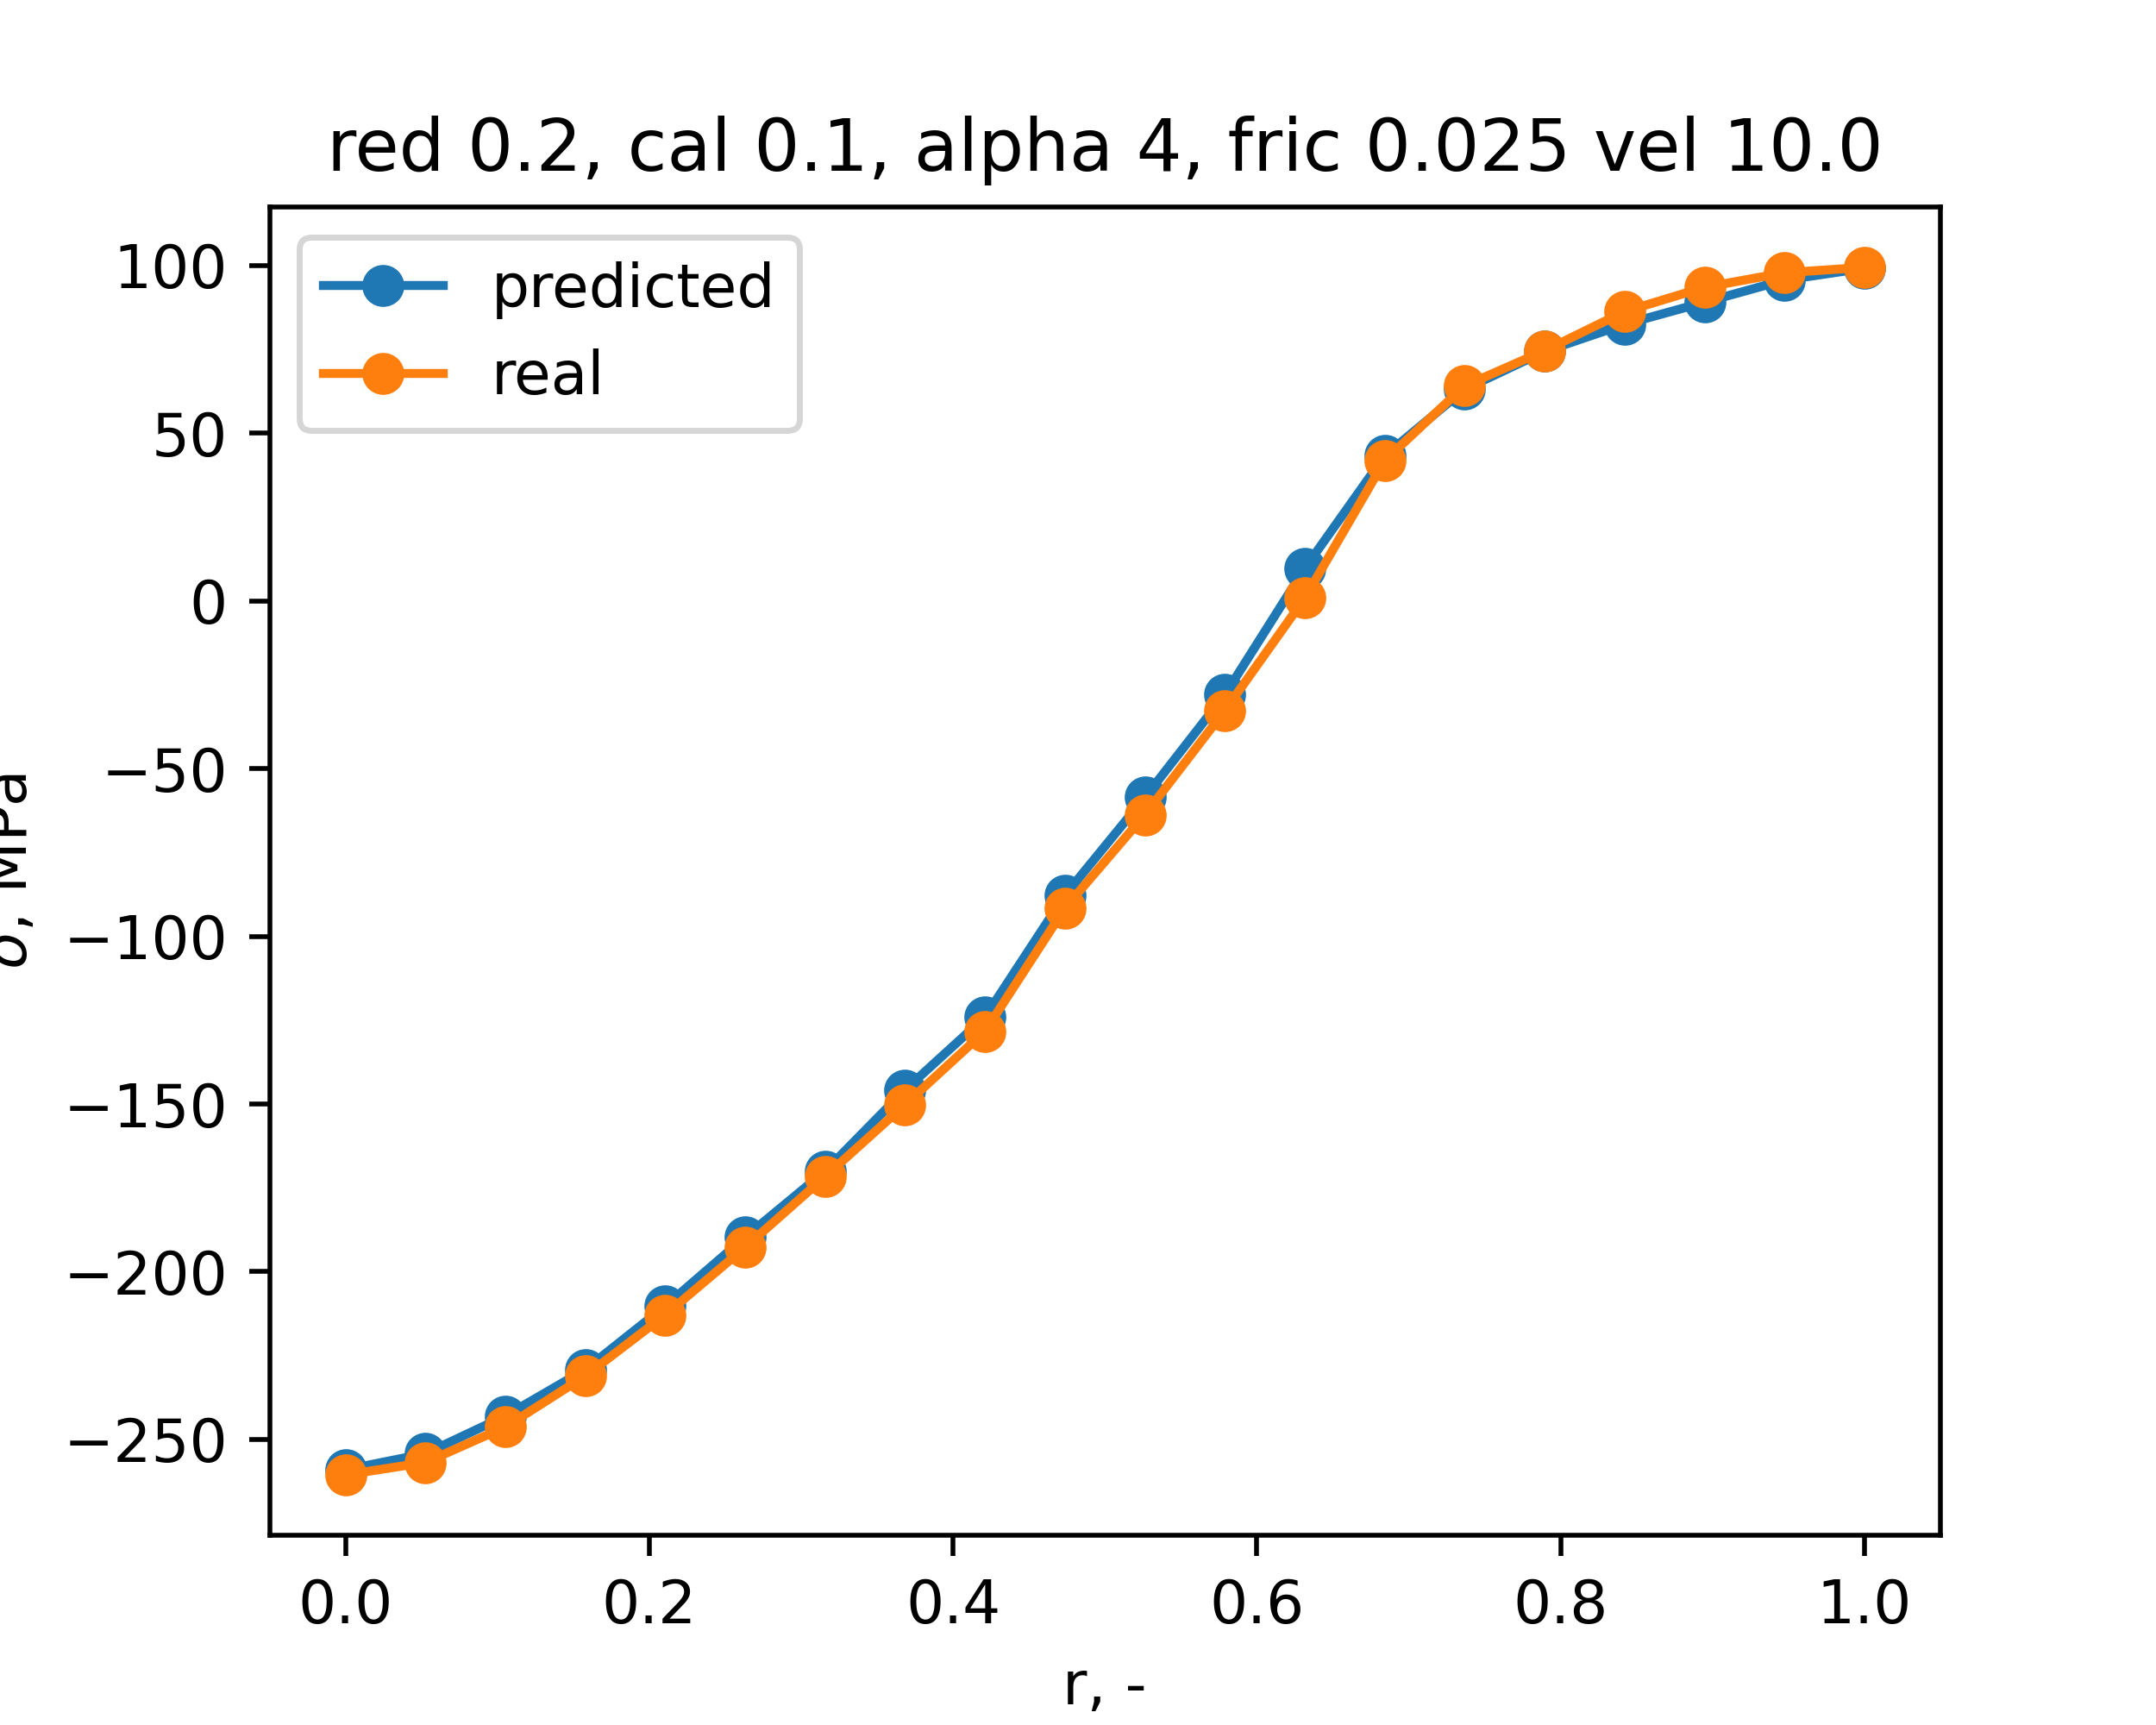 red 0.2, cal 0.1, alpha 4, fric 0.025 vel 10.0
predicted
real
100
50
0
−50
−100
−150
−200
−250
σ, MPa
0.0 0.2 0.4 0.6 0.8 1.0
r, -